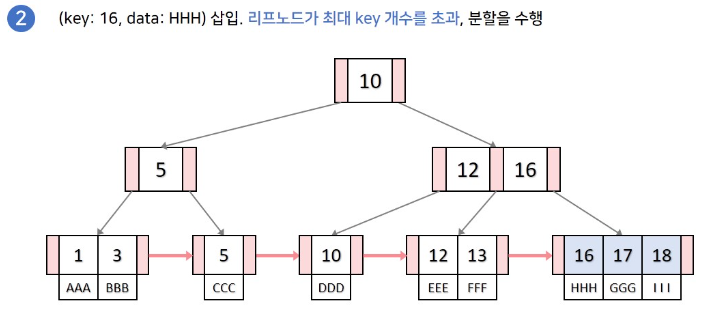 2 (key: 16, data: HHH) 삽입. 리프노드가 최대 key 개수를 초과, 분할을 수행
10
5 12 16
1 3 5 10 12 13 16 17 18
AAA BBB CCC DDD EEE FFF HHH GGG III